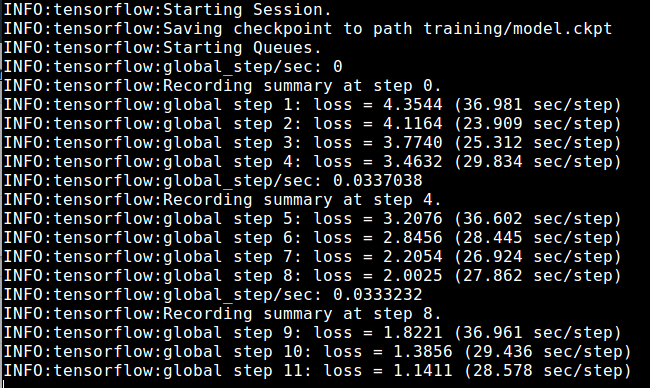 INFO:tensorflow:Starting Session.
INFO:tensorflow:Saving checkpoint to path training/model.ckpt
INFO:tensorflow:Starting Queues.
INFO:tensorflow:global_step/sec: 0
INFO:tensorflow:Recording summary at step 0.
INFO:tensorflow:global step 1: loss = 4.3544 (36.981 sec/step)
INFO:tensorflow:global step 2: loss = 4.1164 (23.909 sec/step)
INFO:tensorflow:global step 3: loss = 3.7740 (25.312 sec/step)
INFO:tensorflow:global step 4: loss = 3.4632 (29.834 sec/step)
INFO:tensorflow:global_step/sec: 0.0337038
INFO:tensorflow:Recording summary at step 4.
INFO:tensorflow:global step 5: loss = 3.2076 (36.602 sec/step)
INFO:tensorflow:global step 6: loss = 2.8456 (28.445 sec/step)
INFO:tensorflow:global step 7: loss = 2.2054 (26.924 sec/step)
INFO:tensorflow:global step 8: loss = 2.0025 (27.862 sec/step)
INFO:tensorflow:global_step/sec: 0.0333232
INFO:tensorflow:Recording summary at step 8.
INFO:tensorflow:global step 9: loss = 1.8221 (36.961 sec/step)
INFO:tensorflow:global step 10: loss = 1.3856 (29.436 sec/step)
INFO:tensorflow:global step 11: loss = 1.1411 (28.578 sec/step)